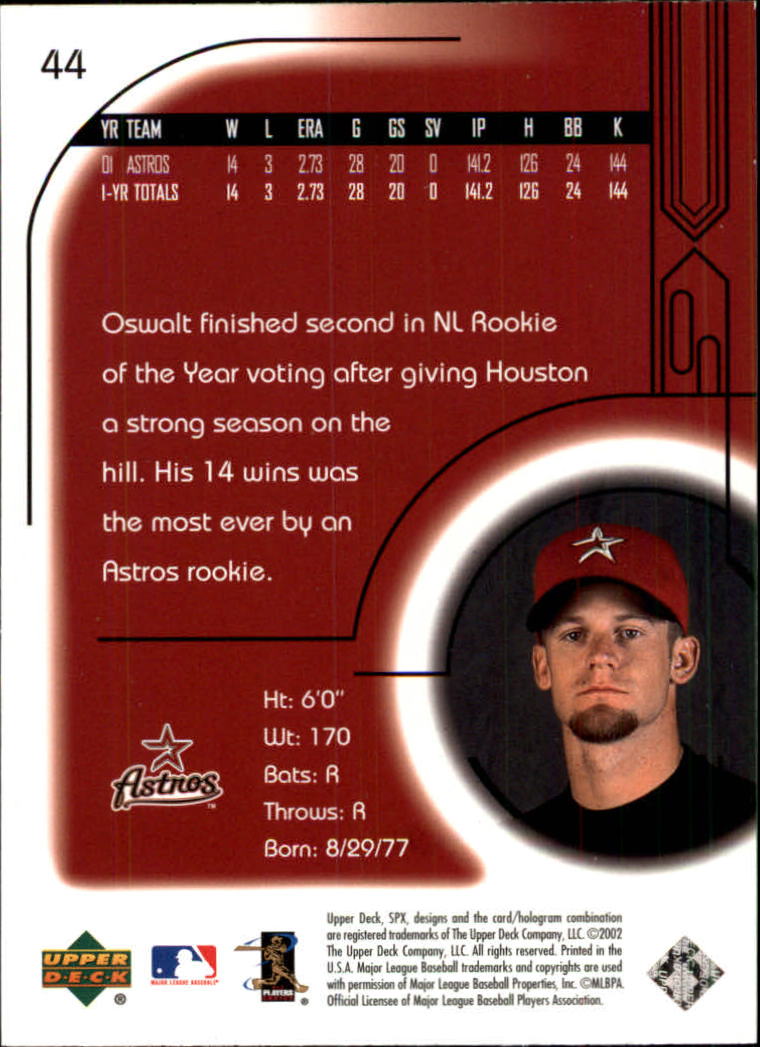 44
YR TEAM W L ERA G GS SV IP H BB K
01 ASTROS 14 3 2.73 28 20 0 141.2 126 24 144
1-YR TOTALS 14 3 2.73 28 20 0 141.2 126 24 144
Oswalt finished second in NL Rookie
of the Year voting after giving Houston
a strong season on the
hill. His 14 wins was
the most ever by an
Astros rookie.
Ht: 6'0"
Wt: 170
Bats: R
Throws: R
Born: 8/29/77
Astros TM
UPPER
D·E·C·K ®
MAJOR LEAGUE BASEBALL®
PLAYERS
®
Upper Deck, SPX, designs and the card/hologram combination
are registered trademarks of The Upper Deck Company, LLC. ©2002
The Upper Deck Company, LLC. All rights reserved. Printed in the
U.S.A. Major League Baseball trademarks and copyrights are used
with permission of Major League Baseball Properties, Inc. ©MLBPA
Official Licensee of Major League Baseball Players Association.